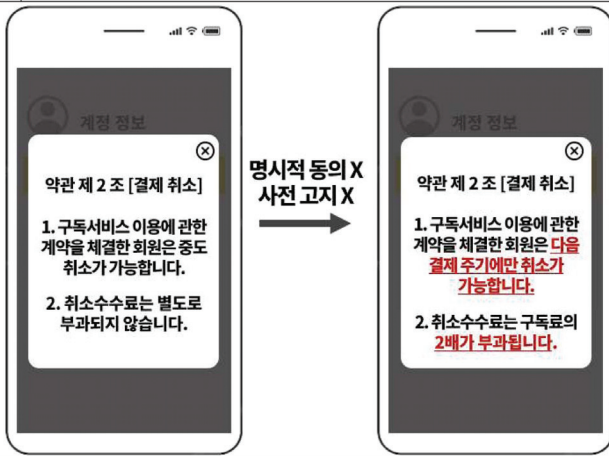 계정 정보
약관 제 2 조 [결제 취소]
1. 구독서비스 이용에 관한
계약을 체결한 회원은 중도
취소가 가능합니다.
2. 취소수수료는 별도로
부과되지 않습니다.
명시적 동의 X
사전 고지 X
계정 정보
약관 제 2 조 [결제 취소]
1. 구독서비스 이용에 관한
계약을 체결한 회원은 다음
결제 주기에만 취소가
가능합니다.
2. 취소수수료는 구독료의
2배가 부과됩니다.